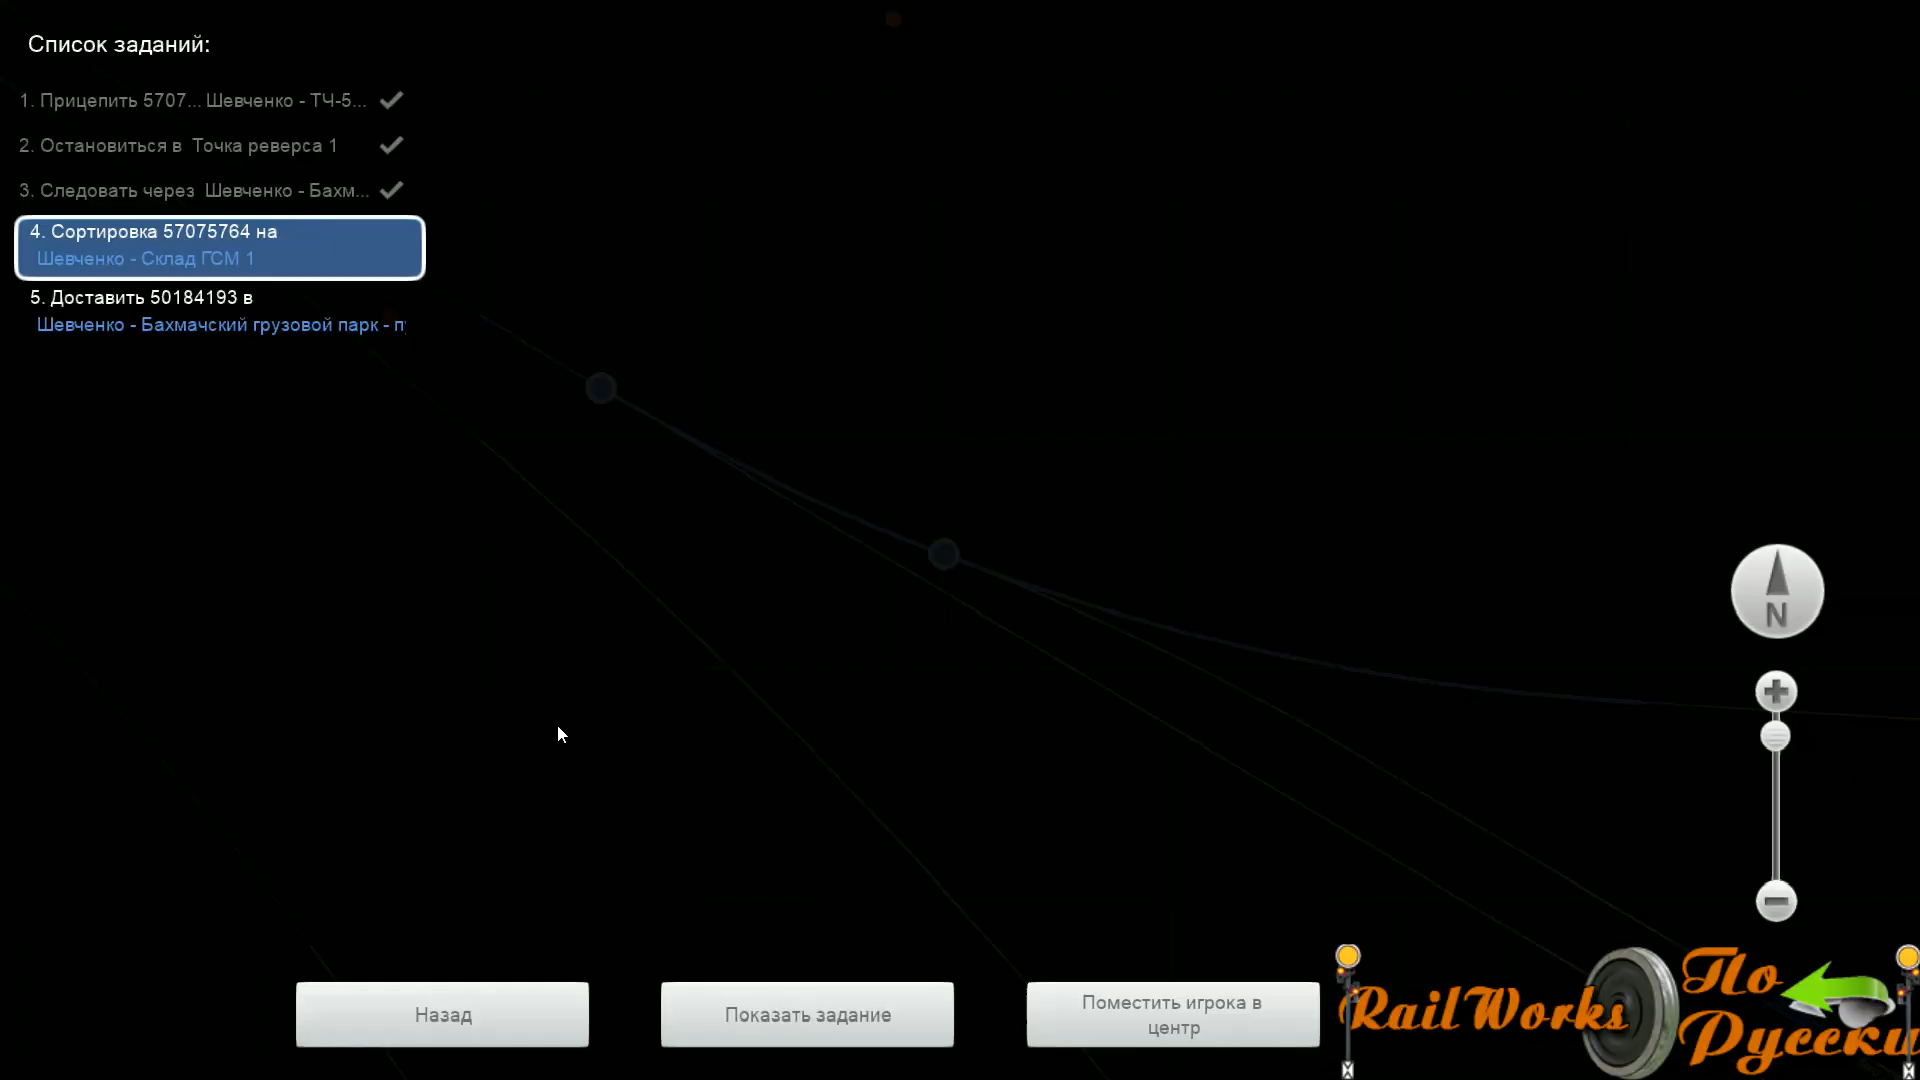 Список заданий:
1. Прицепить 5707... Шевченко - ТЧ-5...
2. Остановиться в Точка реверса 1
3. Следовать через Шевченко - Бахм...
4. Сортировка 57075764 на
Шевченко - Склад ГСМ 1
5. Доставить 50184193 в
Шевченко - Бахмачский грузовой парк - п
N
Назад
Показать задание
Поместить игрока в
центр
RailWorks
По
Русски